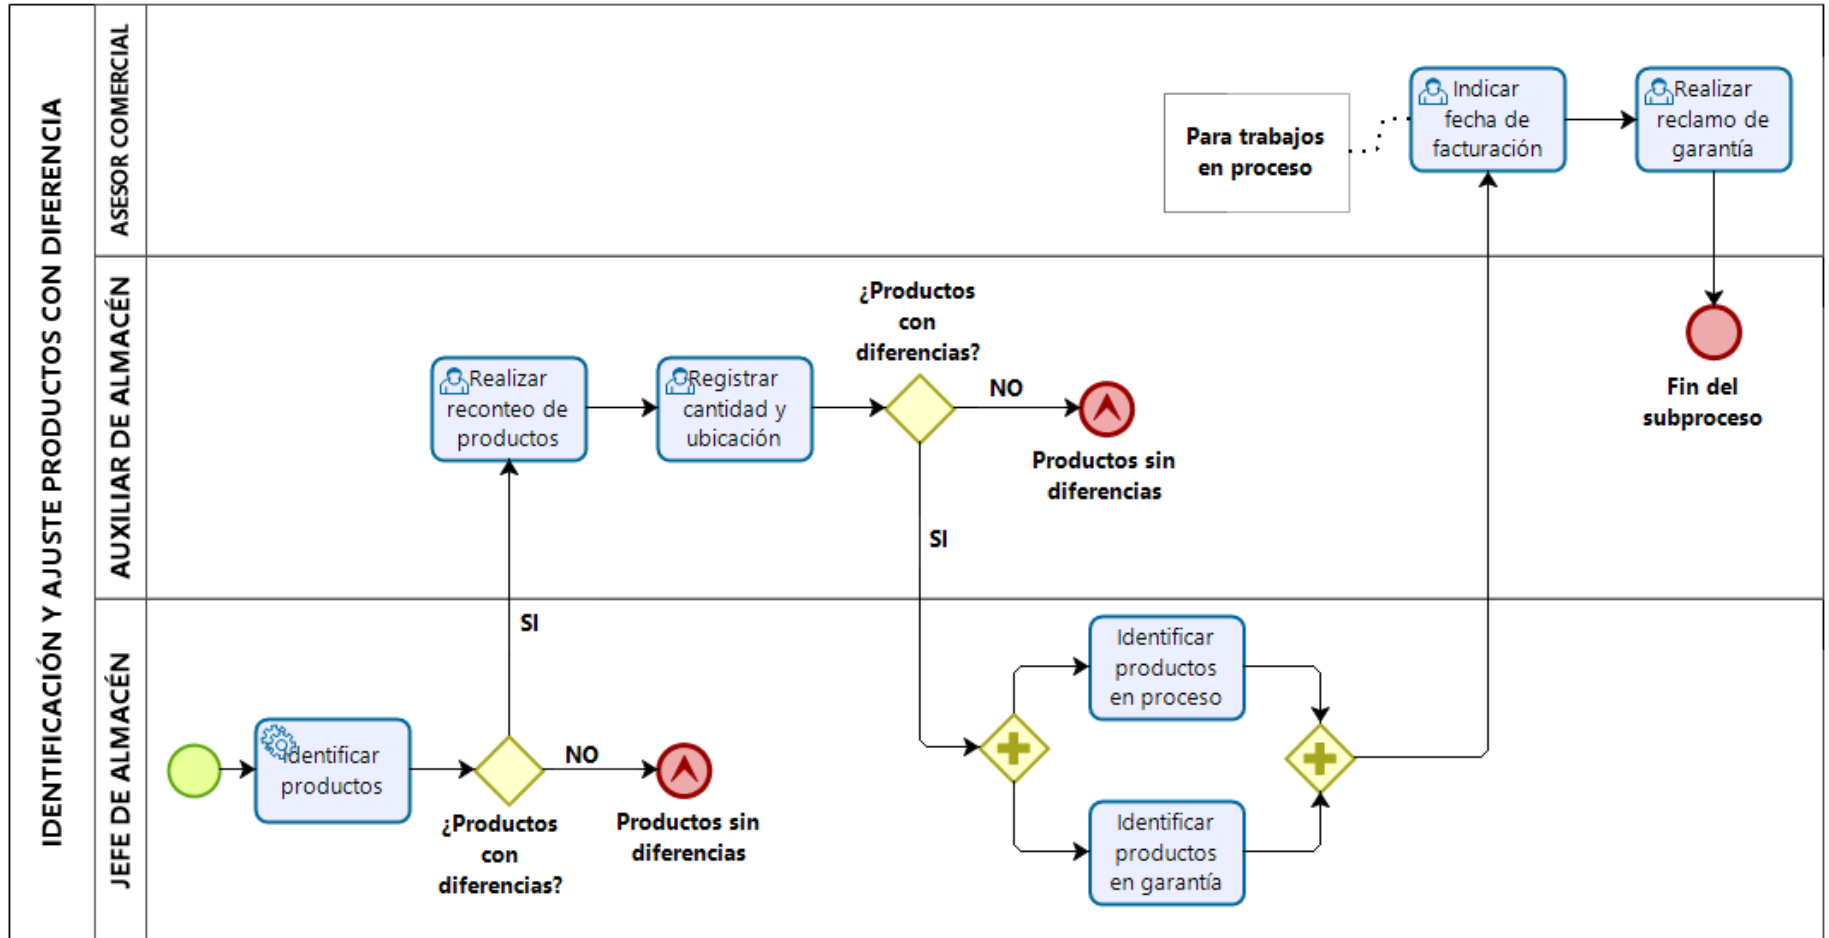 IDENTIFICACIÓN Y AJUSTE PRODUCTOS CON DIFERENCIA
ASESOR COMERCIAL
Para trabajos
en proceso
Indicar
fecha de
facturación
Realizar
reclamo de
garantía
AUXILIAR DE ALMACÉN
Realizar
reconteo de
productos
Registrar
cantidad y
ubicación
¿Productos
con
diferencias?
NO
Productos sin
diferencias
SI
Fin del
subproceso
JEFE DE ALMACÉN
Identificar
productos
SI
¿Productos
con
diferencias?
NO
Productos sin
diferencias
Identificar
productos
en proceso
Identificar
productos
en garantía